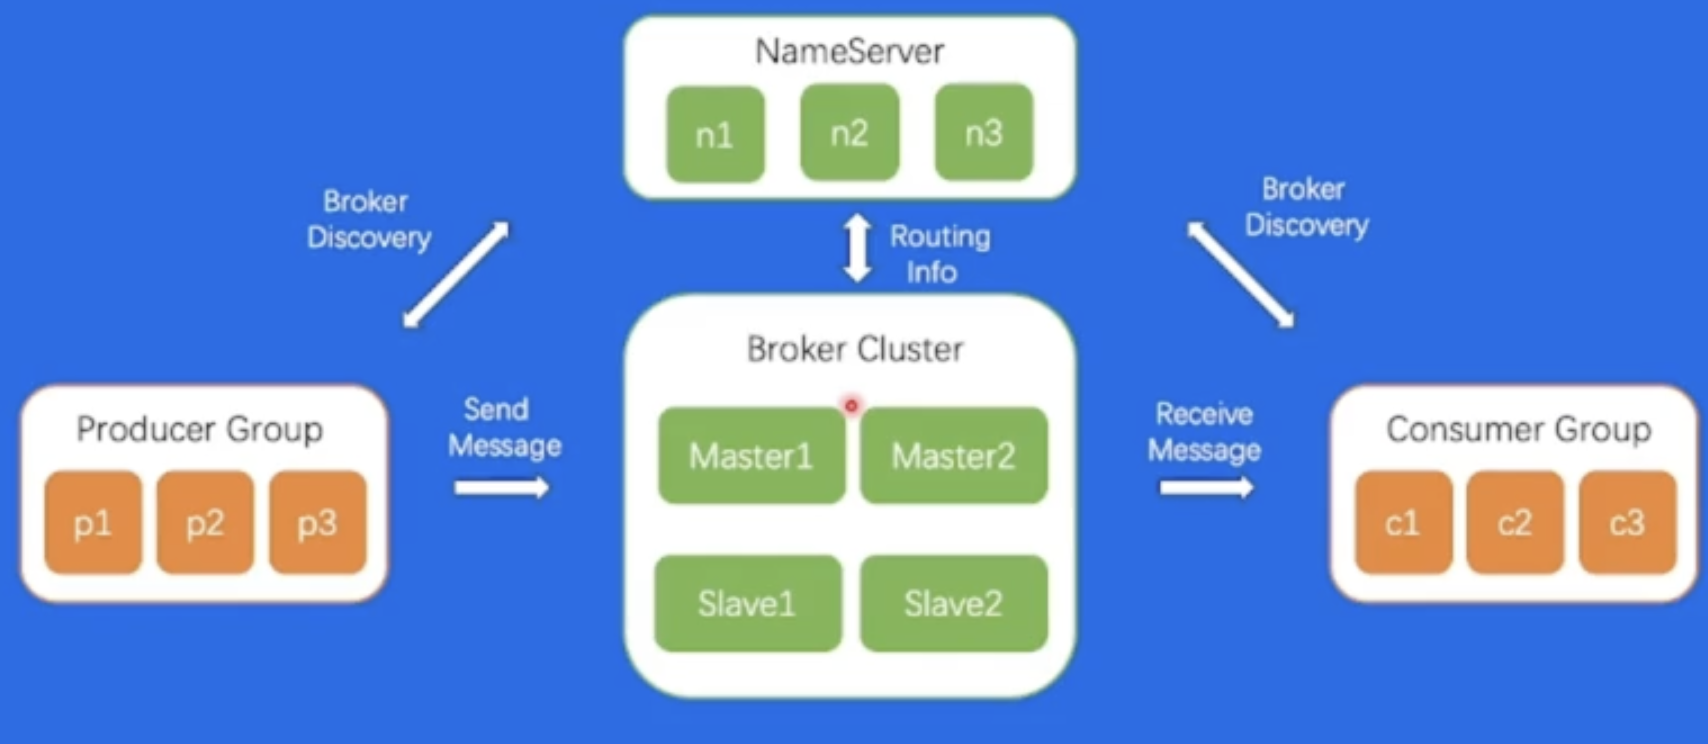 NameServer
n1 n2 n3
Broker
Discovery
Routing
Info
Broker
Discovery
Producer Group
p1 p2 p3
Send
Message
Broker Cluster
Master1 Master2
Slave1 Slave2
Receive
Message
Consumer Group
c1 c2 c3